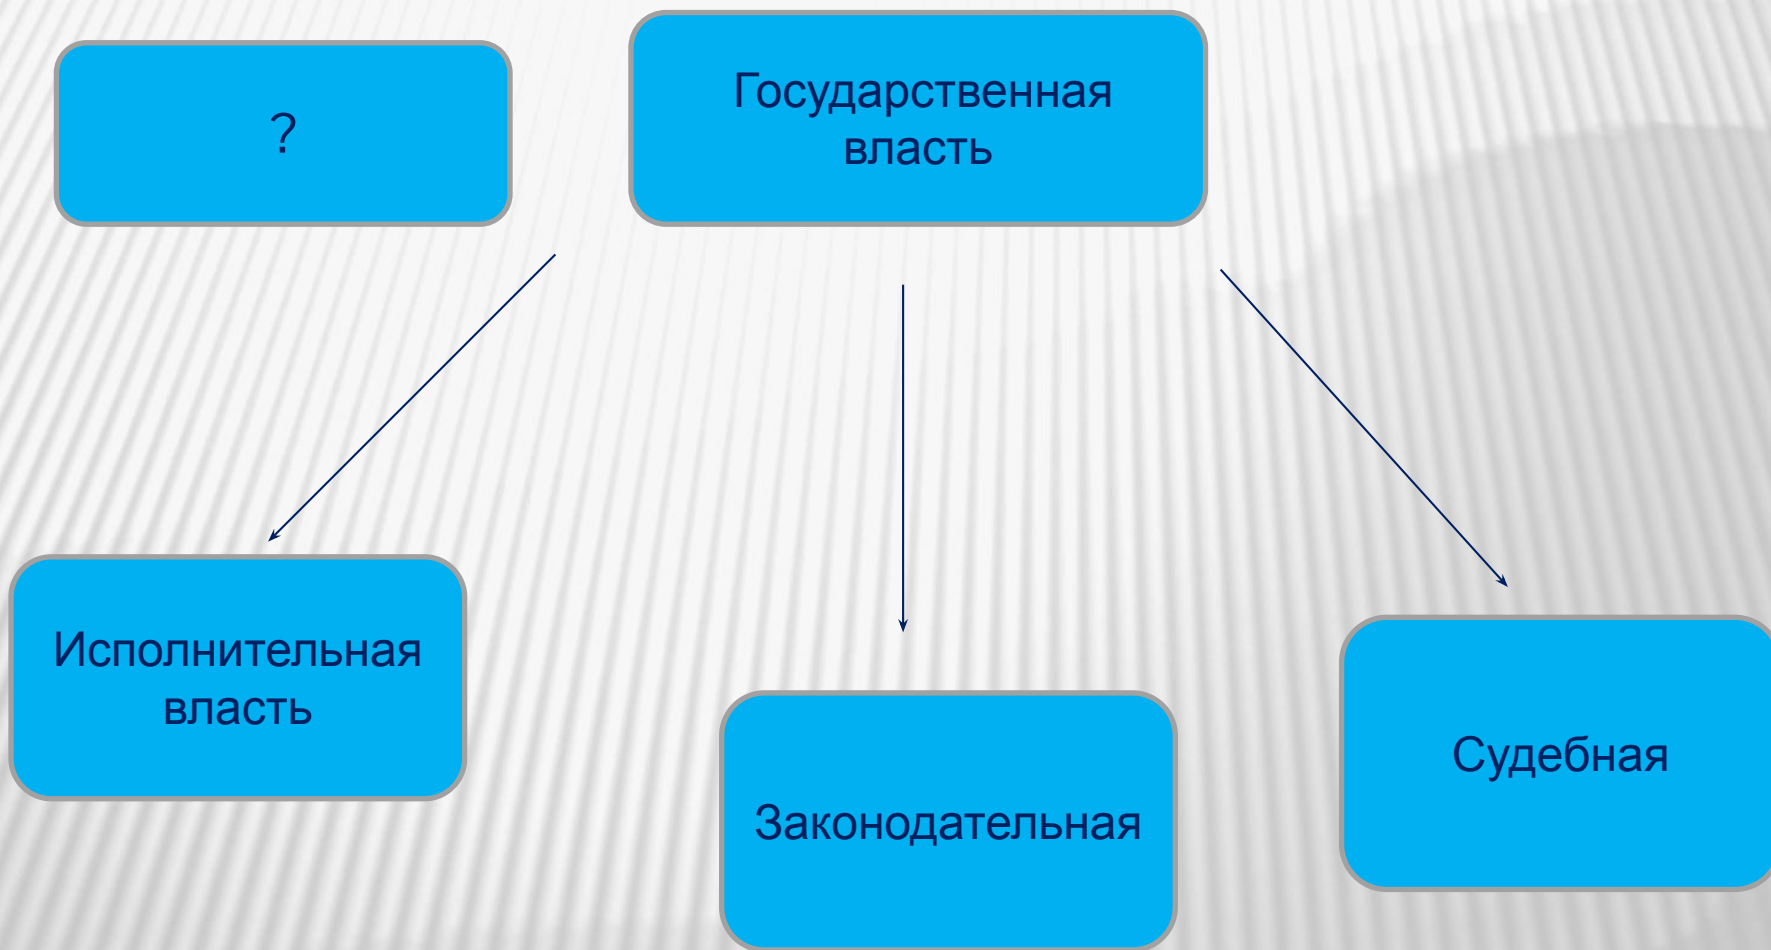 ?
Государственная
власть
Исполнительная
власть
Законодательная
Судебная